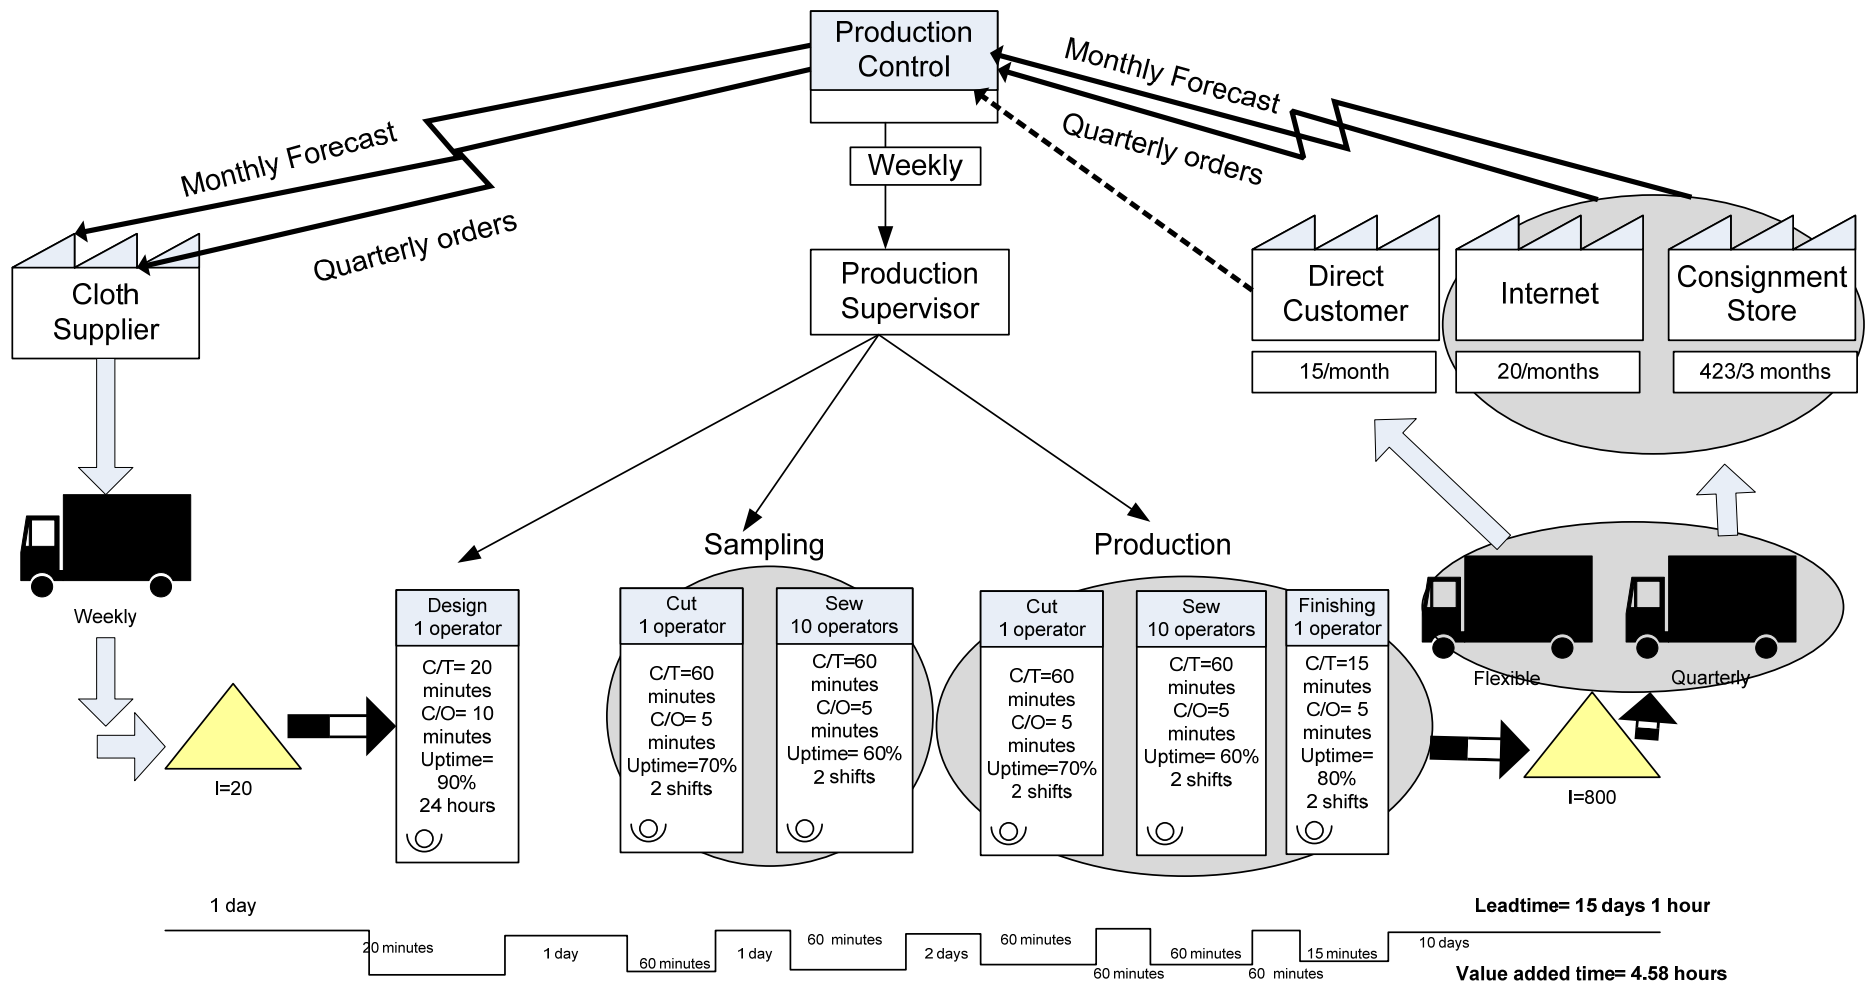 Production
Control
Monthly Forecast
Quarterly orders
Monthly Forecast
Quarterly orders
Weekly
Production
Supervisor
Cloth
Supplier
Direct
Customer
Internet
Consignment
Store
15/month
20/months
423/3 months
Weekly
I=20
Design
1 operator
C/T= 20
minutes
C/O= 10
minutes
Uptime=
90%
24 hours
Sampling
Cut
1 operator
C/T=60
minutes
C/O= 5
minutes
Uptime=70%
2 shifts
Sew
10 operators
C/T=60
minutes
C/O=5
minutes
Uptime= 60%
2 shifts
Production
Cut
1 operator
C/T=60
minutes
C/O= 5
minutes
Uptime=70%
2 shifts
Sew
10 operators
C/T=60
minutes
C/O=5
minutes
Uptime= 60%
2 shifts
Finishing
1 operator
C/T=15
minutes
C/O= 5
minutes
Uptime=
80%
2 shifts
Flexible
Quarterly
I=800
1 day
20 minutes
1 day
60 minutes
1 day
60 minutes
2 days
60 minutes
60 minutes
60 minutes
60 minutes
15 minutes
10 days
Leadtime= 15 days 1 hour
Value added time= 4.58 hours